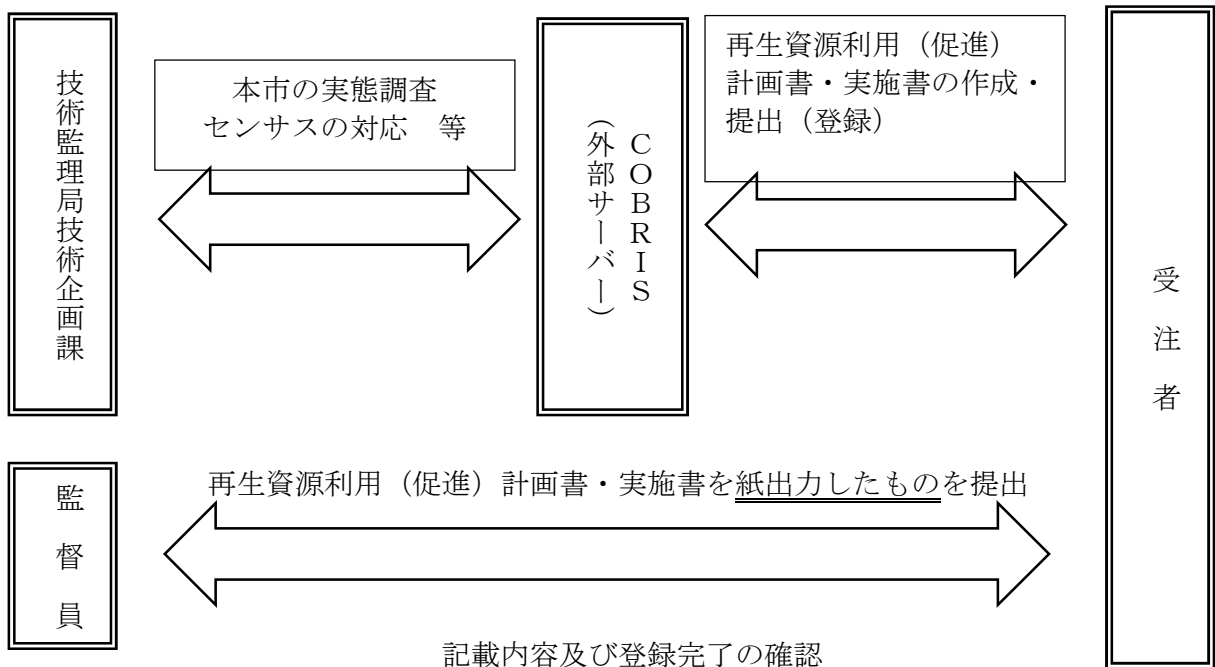 技術監理局技術企画課
本市の実態調査
センサスの対応　等
COBRIS
（外部サーバー）
再生資源利用（促進）
計画書・実施書の作成・
提出（登録）
受注者
監督員
再生資源利用（促進）計画書・実施書を紙出力したものを提出
記載内容及び登録完了の確認